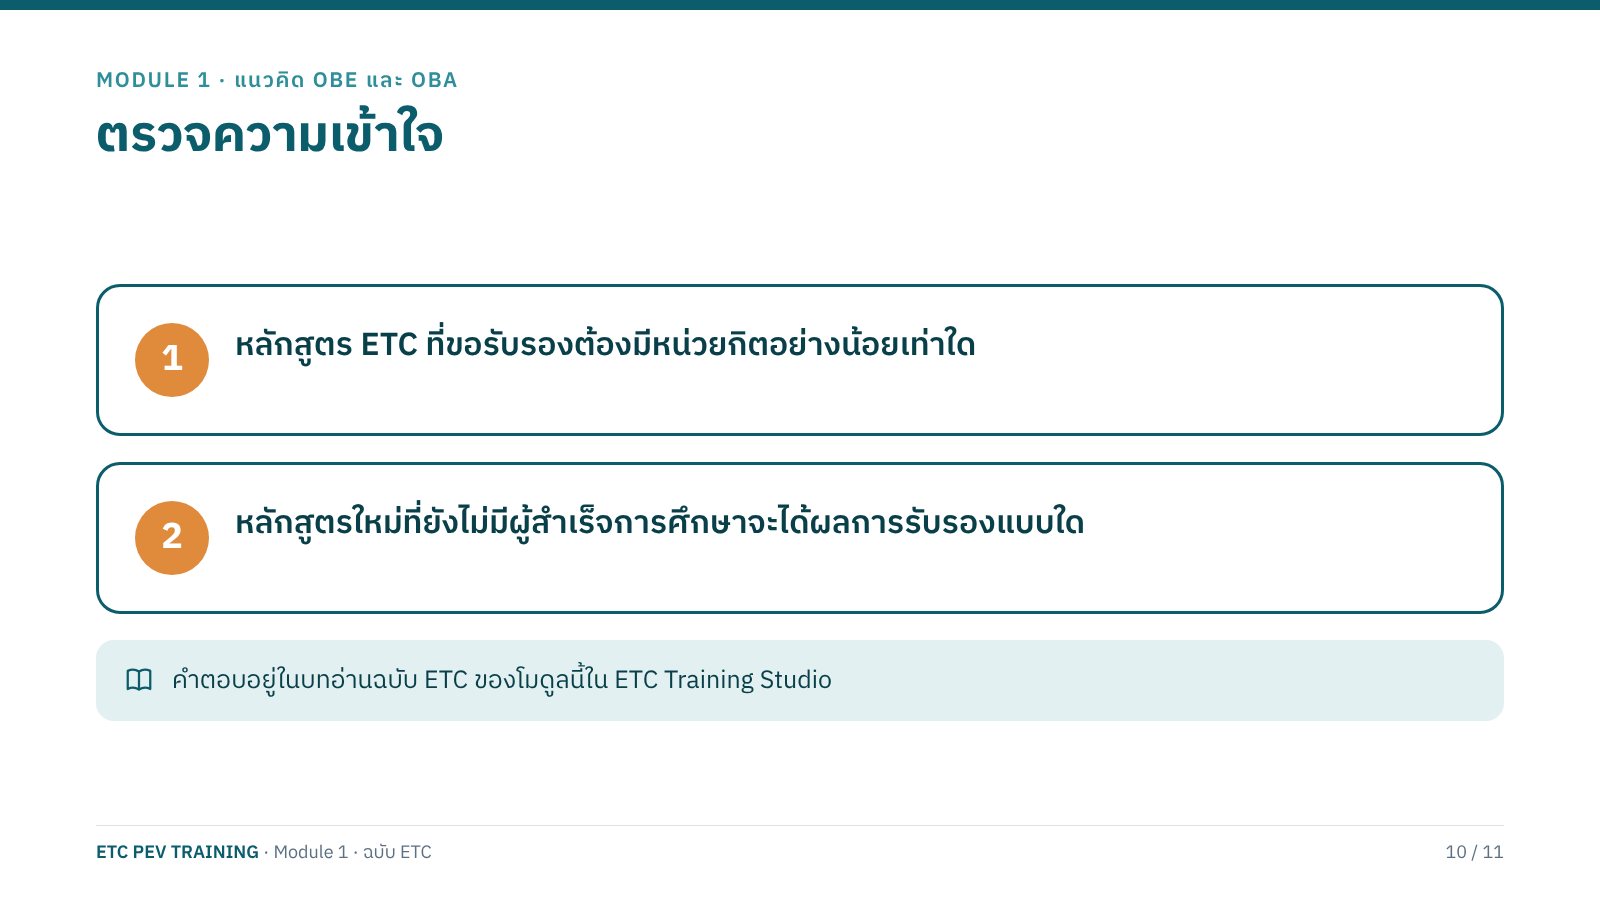 MODULE 1 · แนวคิด OBE และ OBA
ตรวจความเข้าใจ
1
หลักสูตร ETC ที่ขอรับรองต้องมีหน่วยกิตอย่างน้อยเท่าใด
2
หลักสูตรใหม่ที่ยังไม่มีผู้สำเร็จการศึกษาจะได้ผลการรับรองแบบใด
คำตอบอยู่ในบทอ่านฉบับ ETC ของโมดูลนี้ใน ETC Training Studio
ETC PEV TRAINING · Module 1 · ฉบับ ETC
10 / 11